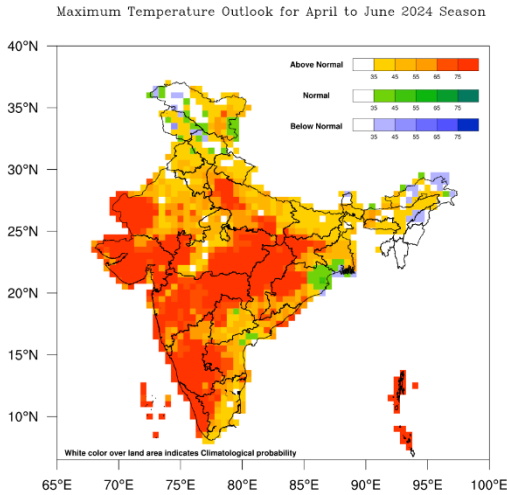 Maximum Temperature Outlook for April to June 2024 Season
40°N
Above Normal
35 45 55 65 75
35°N
Normal
35 45 55 65 75
Below Normal
35 45 55 65 75
30°N
25°N
20°N
15°N
10°N
White color over land area indicates Climatological probability
65°E 70°E 75°E 80°E 85°E 90°E 95°E 100°E